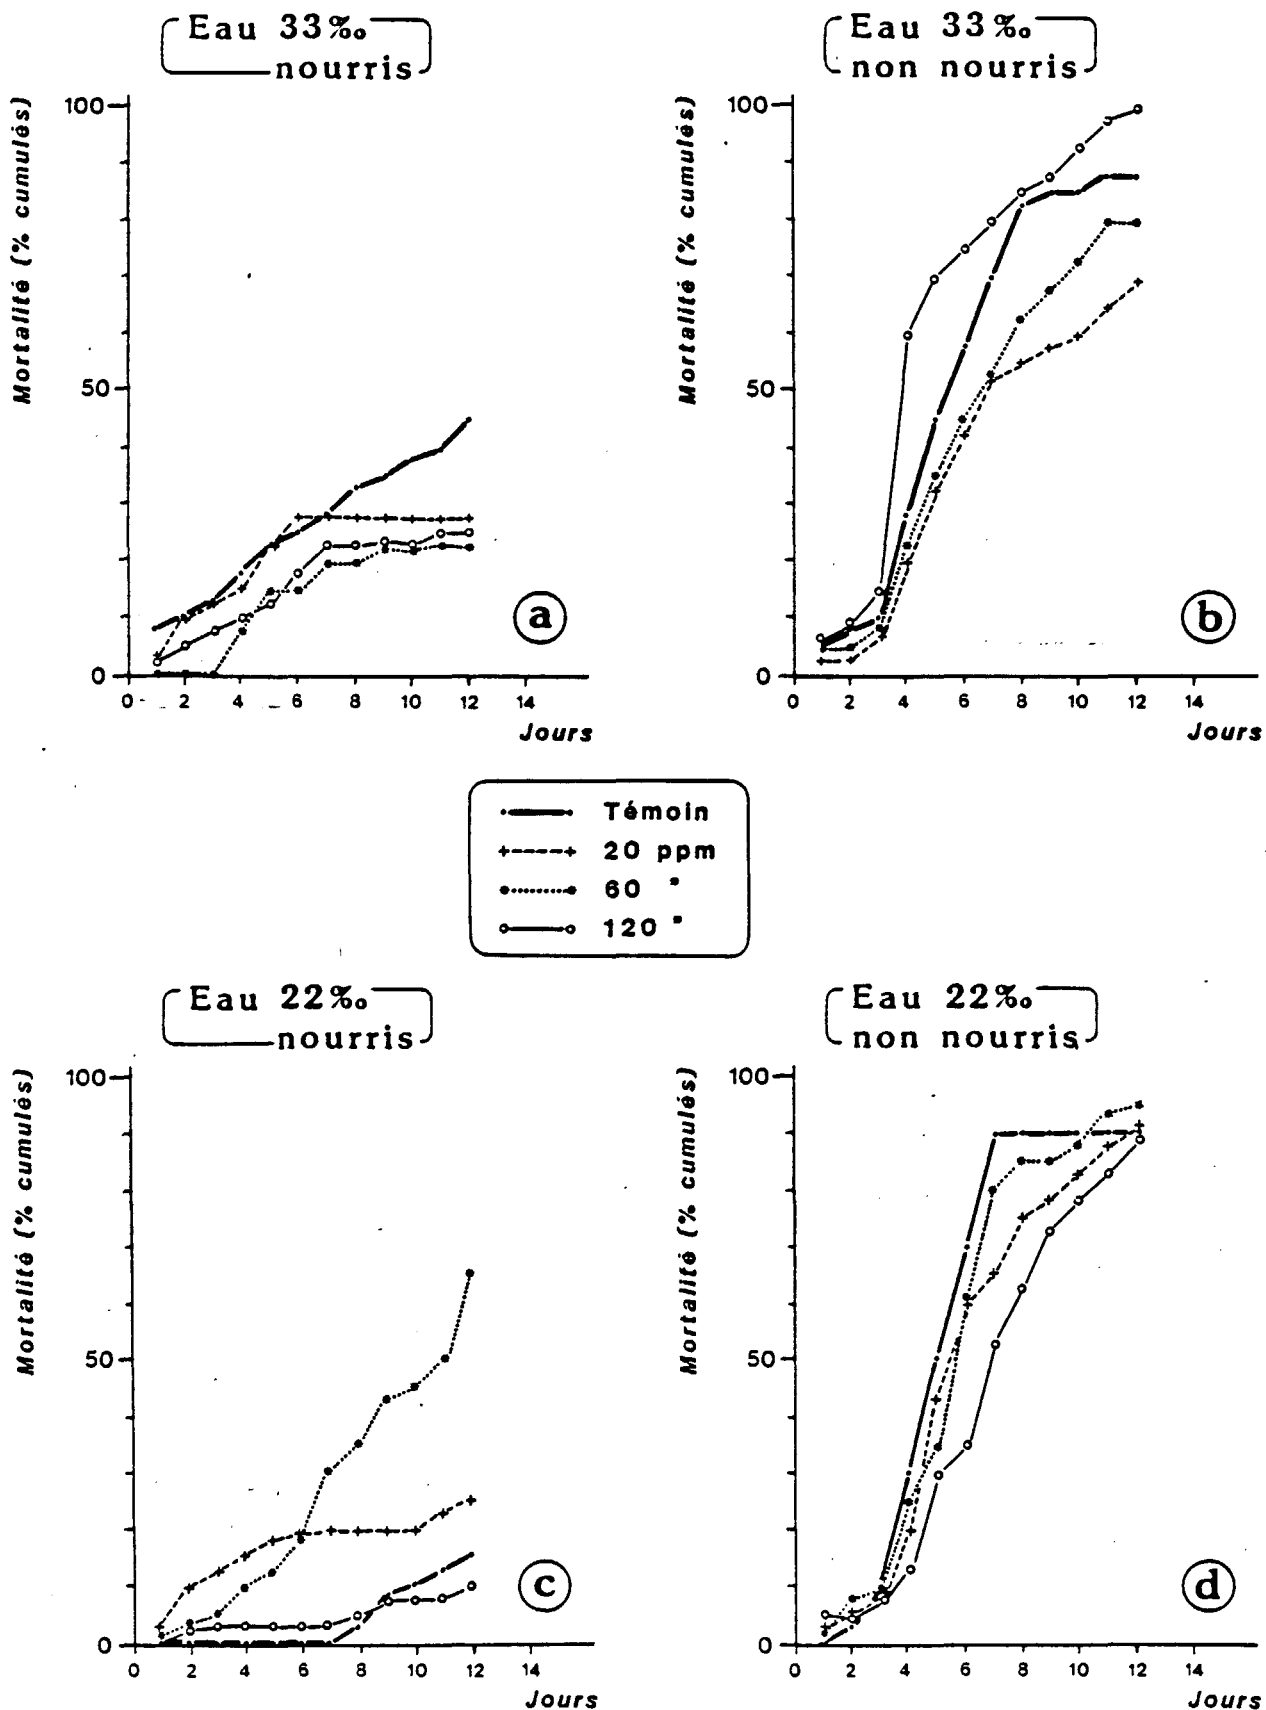 Eau 33‰
nourris
Mortalité (% cumulés)
100
50
0
0 2 4 6 8 10 12 14
Jours
a
Eau 33‰
non nourris
Mortalité (% cumulés)
100
50
0
0 2 4 6 8 10 12 14
Jours
b
Témoin
20 ppm
60 "
120 "
Eau 22‰
nourris
Mortalité (% cumulés)
100
50
0
0 2 4 6 8 10 12 14
Jours
c
Eau 22‰
non nourris
Mortalité (% cumulés)
100
50
0
0 2 4 6 8 10 12 14
Jours
d